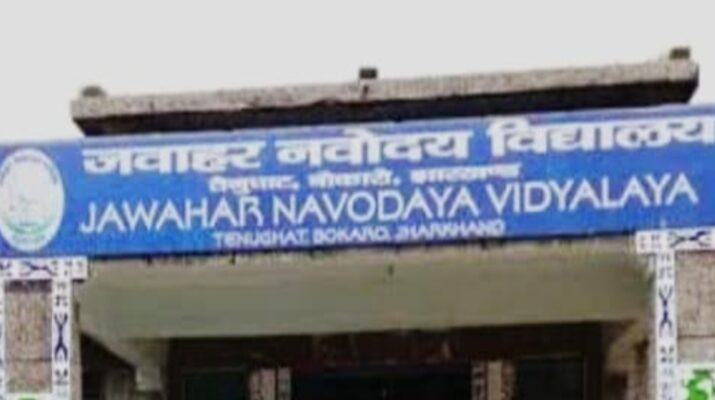 जवाहर नवोदय विद्यालय
तेनुघाट, बोकारो, झारखण्ड
JAWAHAR NAVODAYA VIDYALAYA
TENUGHAT, BOKARO, JHARKHAND